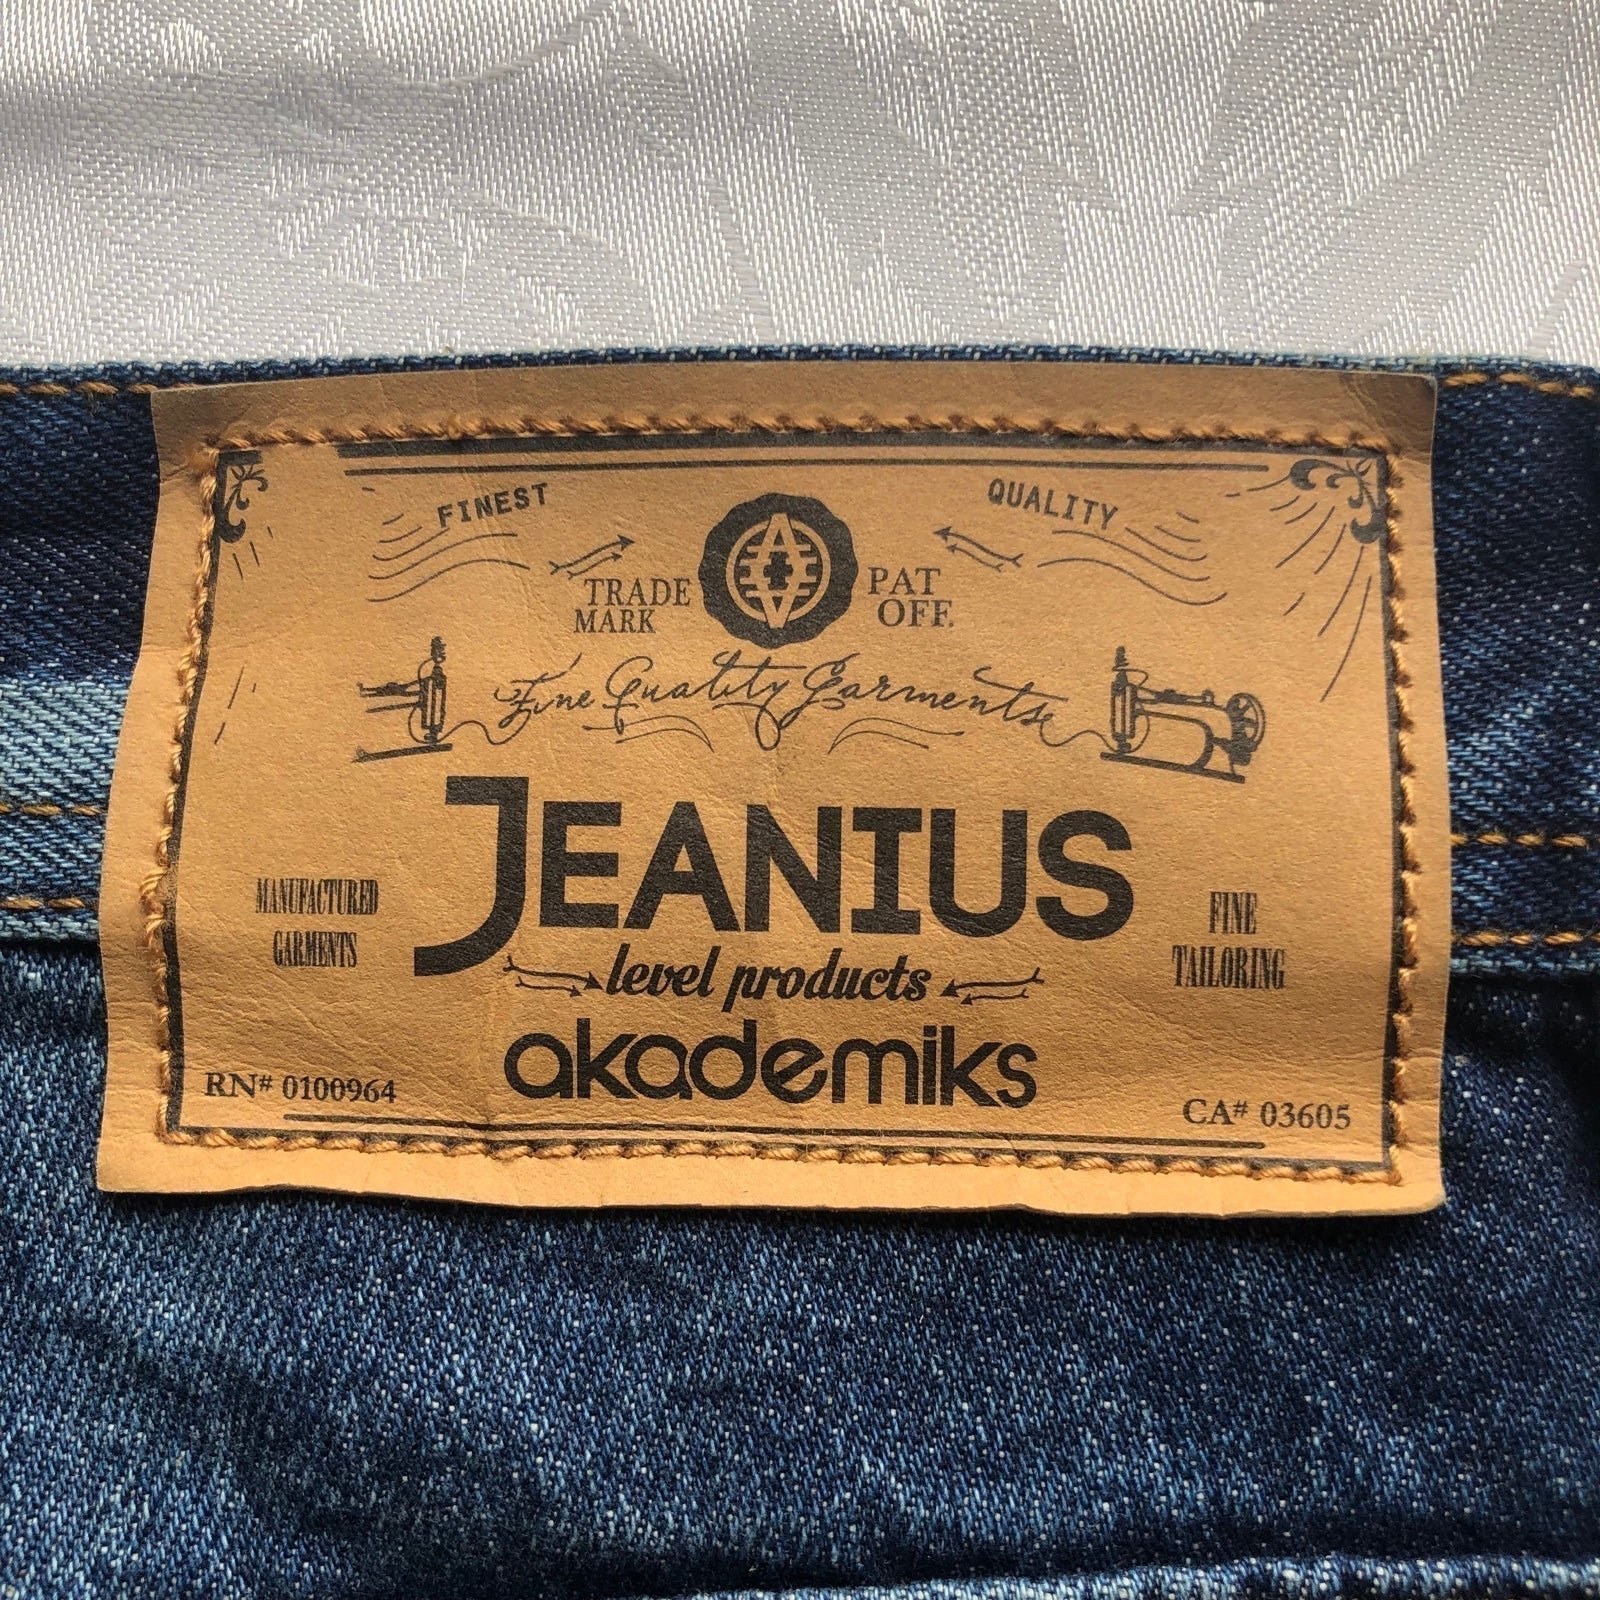 FINEST QUALITY
TRADE MARK
PAT OFF.
Fine Quality Garments
JEANIUS
level products
akademiks
MANUFACTURED
GARMENTS
FINE
TAILORING
RN# 0100964
CA# 03605